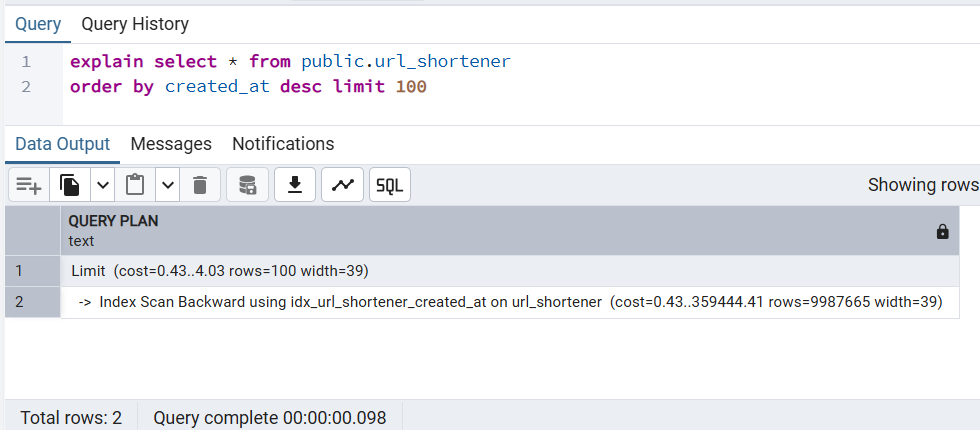 Query Query History
1 explain select * from public.url_shortener
2 order by created_at desc limit 100
Data Output Messages Notifications
SQL Showing rows
QUERY PLAN
text
1 Limit (cost=0.43..4.03 rows=100 width=39)
2 -> Index Scan Backward using idx_url_shortener_created_at on url_shortener (cost=0.43..359444.41 rows=9987665 width=39)
Total rows: 2 Query complete 00:00:00.098